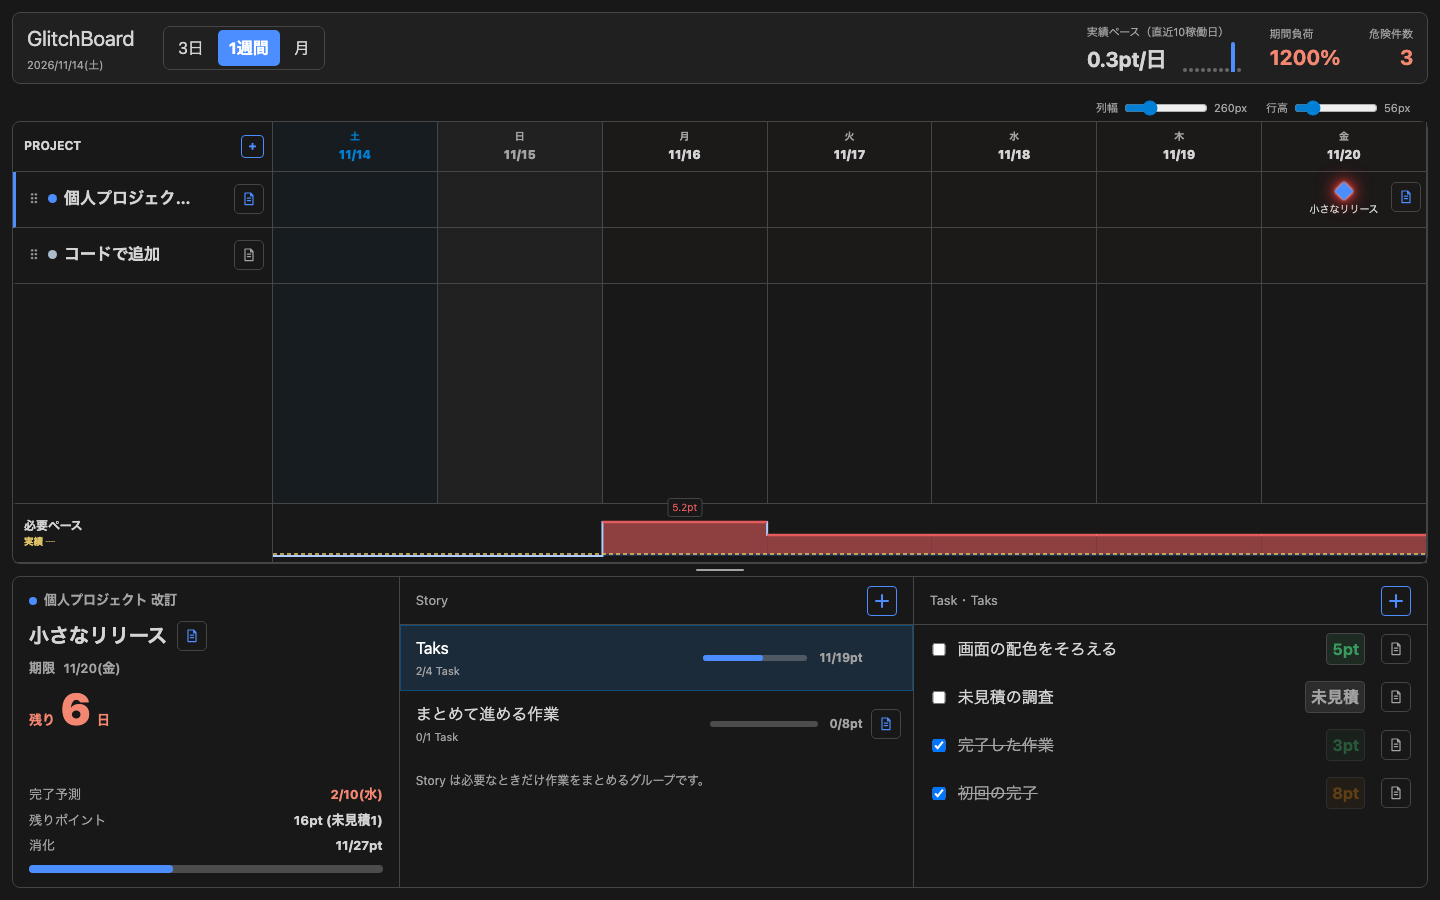 GlitchBoard
2026/11/14(土)
3日 1週間 月
実績ペース（直近10稼働日）
0.3pt/日
期間負荷
1200%
危険件数
3
列幅 260px 行高 56px
PROJECT +
土 日 月 火 水 木 金
11/14 11/15 11/16 11/17 11/18 11/19 11/20
個人プロジェク...
小さなリリース
コードで追加
必要ペース
実績
5.2pt
個人プロジェクト 改訂
小さなリリース
期限 11/20(金)
残り 6 日
完了予測 2/10(水)
残りポイント 16pt (未見積1)
消化 11/27pt
Story +
Taks
2/4 Task
11/19pt
まとめて進める作業
0/1 Task
0/8pt
Story は必要なときだけ作業をまとめるグループです。
Task・Taks +
画面の配色をそろえる 5pt
未見積の調査 未見積
完了した作業 3pt
初回の完了 8pt